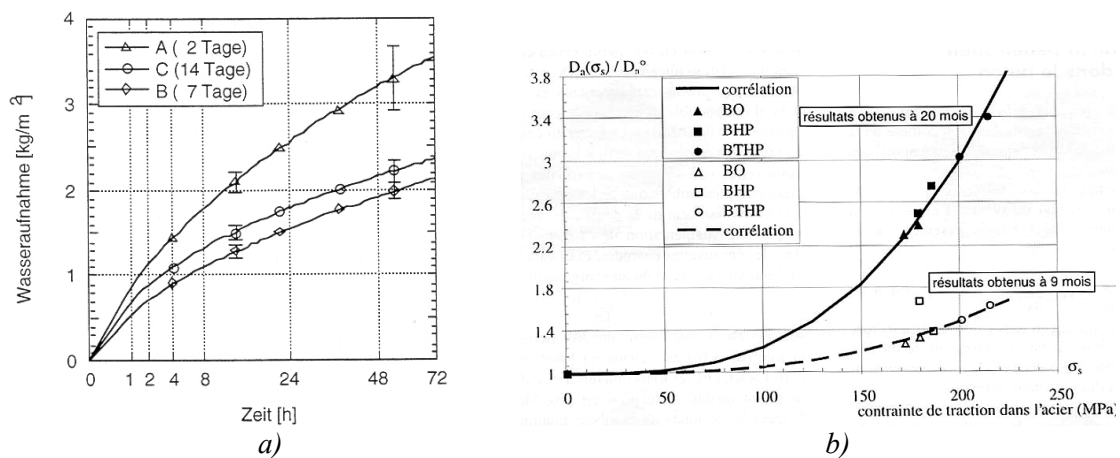 4
3
2
1
0
Wasseraufnahme [kg/m²]
A ( 2 Tage)
C (14 Tage)
B ( 7 Tage)
0 1 2 4 8 24 48 72
Zeit [h]
a)
Dₐ(σₛ) / Dₐ°
3.8
3.4
3
2.6
2.2
1.8
1.4
1
corrélation
BO
BHP
BTHP
BO
BHP
BTHP
corrélation
résultats obtenus à 20 mois
résultats obtenus à 9 mois
σₛ
0 50 100 150 200 250
contrainte de traction dans l'acier (MPa)
b)